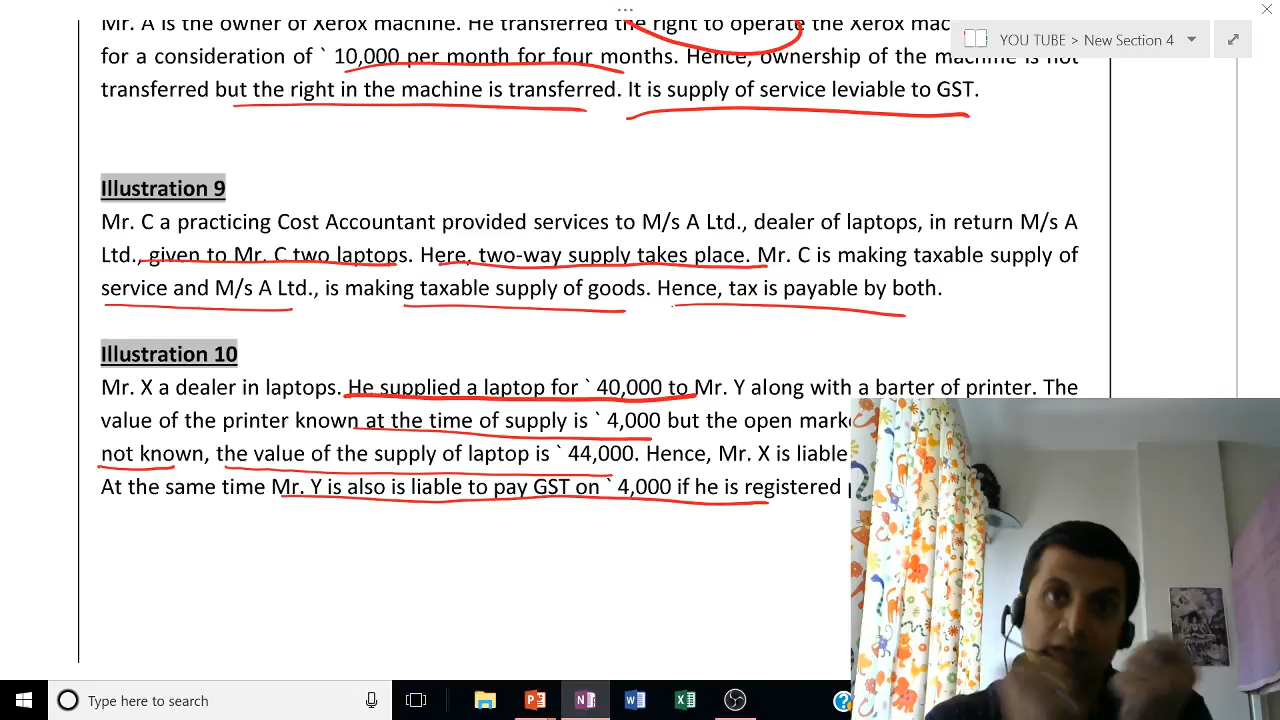 Mr. A is the owner of Xerox machine. He transferred the right to operate the Xerox
YOU TUBE > New Section 4
for a consideration of ` 10,000 per month for four months. Hence, ownership of the machine is not
transferred but the right in the machine is transferred. It is supply of service leviable to GST.
Illustration 9
Mr. C a practicing Cost Accountant provided services to M/s A Ltd., dealer of laptops, in return M/s A
Ltd., given to Mr. C two laptops. Here, two-way supply takes place. Mr. C is making taxable supply of
service and M/s A Ltd., is making taxable supply of goods. Hence, tax is payable by both.
Illustration 10
Mr. X a dealer in laptops. He supplied a laptop for ` 40,000 to Mr. Y along with a barter of printer. The
value of the printer known at the time of supply is ` 4,000 but the open
not known, the value of the supply of laptop is ` 44,000. Hence, Mr. X is liable
At the same time Mr. Y is also is liable to pay GST on ` 4,000 if he is registered
Type here to search